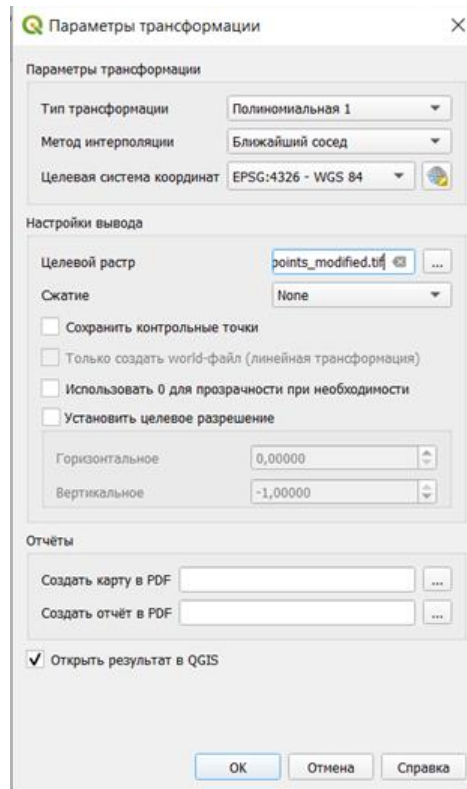 Параметры трансформации
Параметры трансформации
Тип трансформации Полиномиальная 1
Метод интерполяции Ближайший сосед
Целевая система координат EPSG:4326 - WGS 84
Настройки вывода
Целевой растр points_modified.tif ...
Сжатие None
Сохранить контрольные точки
Только создать world-файл (линейная трансформация)
Использовать 0 для прозрачности при необходимости
Установить целевое разрешение
Горизонтальное 0,00000
Вертикальное -1,00000
Отчёты
Создать карту в PDF ...
Создать отчёт в PDF ...
Открыть результат в QGIS
OK Отмена Справка